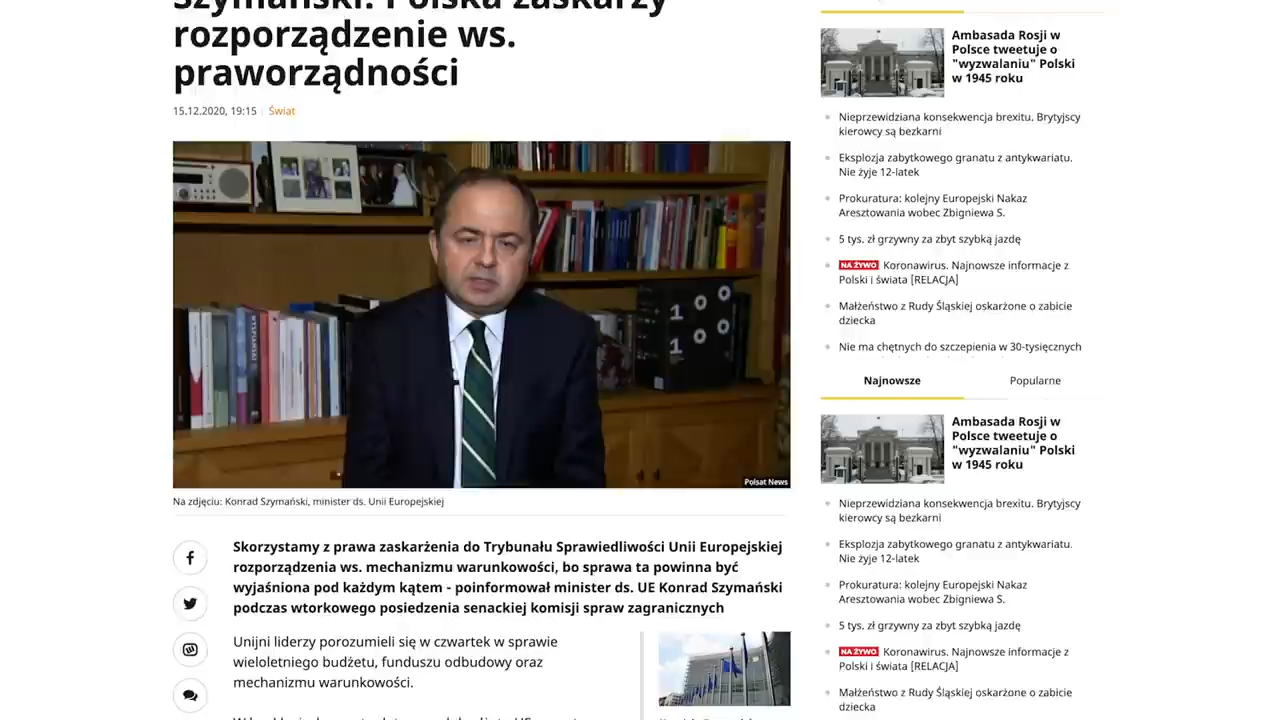 Szymański: Polska zaskarży
rozporządzenie ws.
praworządności
15.12.2020, 19:15 | Świat
Polsat News
Na zdjęciu: Konrad Szymański, minister ds. Unii Europejskiej
Skorzystamy z prawa zaskarżenia do Trybunału Sprawiedliwości Unii Europejskiej
rozporządzenia ws. mechanizmu warunkowości, bo sprawa ta powinna być
wyjaśniona pod każdym kątem - poinformował minister ds. UE Konrad Szymański
podczas wtorkowego posiedzenia senackiej komisji spraw zagranicznych
Unijni liderzy porozumieli się w czwartek w sprawie
wieloletniego budżetu, funduszu odbudowy oraz
mechanizmu warunkowości.
Ambasada Rosji w
Polsce tweetuje o
"wyzwalaniu" Polski
w 1945 roku
Nieprzewidziana konsekwencja brexitu. Brytyjscy
kierowcy są bezkarni
Eksplozja zabytkowego granatu z antykwariatu.
Nie żyje 12-latek
Prokuratura: kolejny Europejski Nakaz
Aresztowania wobec Zbigniewa S.
5 tys. zł grzywny za zbyt szybką jazdę
NA ŻYWO Koronawirus. Najnowsze informacje z
Polski i świata [RELACJA]
Małżeństwo z Rudy Śląskiej oskarżone o zabicie
dziecka
Nie ma chętnych do szczepienia w 30-tysięcznych
Najnowsze
Popularne
Ambasada Rosji w
Polsce tweetuje o
"wyzwalaniu" Polski
w 1945 roku
Nieprzewidziana konsekwencja brexitu. Brytyjscy
kierowcy są bezkarni
Eksplozja zabytkowego granatu z antykwariatu.
Nie żyje 12-latek
Prokuratura: kolejny Europejski Nakaz
Aresztowania wobec Zbigniewa S.
5 tys. zł grzywny za zbyt szybką jazdę
NA ŻYWO Koronawirus. Najnowsze informacje z
Polski i świata [RELACJA]
Małżeństwo z Rudy Śląskiej oskarżone o zabicie
dziecka